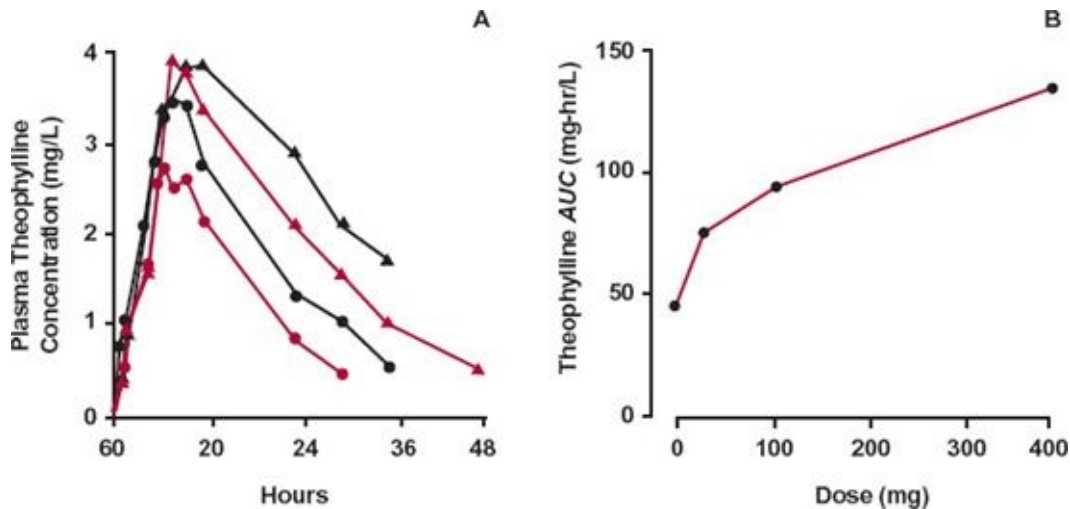 A
Plasma Theophylline
Concentration (mg/L)
4
3
2
1
0
60
20
24
36
48
Hours
B
Theophylline AUC (mg-hr/L)
150
100
50
0
0
100
200
300
400
Dose (mg)